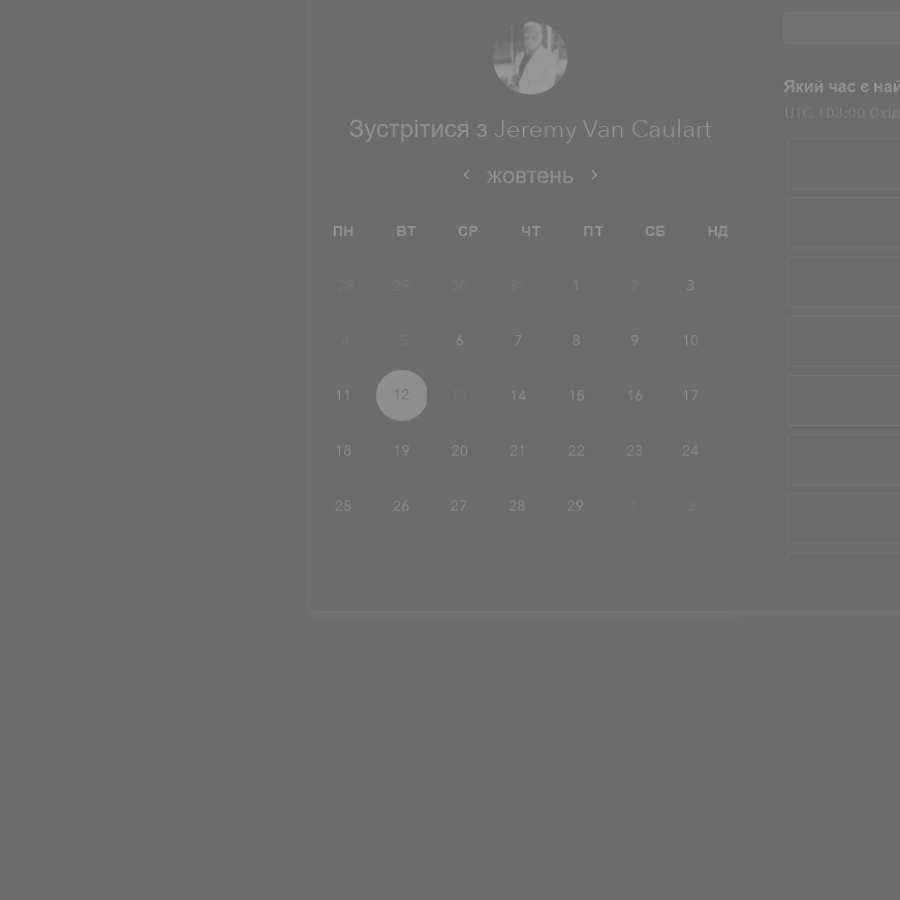 Зустрітися з Jeremy Van Caulart
< жовтень >
ПН ВТ СР ЧТ ПТ СБ НД
28 29 30 31 1 2 3
4 5 6 7 8 9 10
11 12 13 14 15 16 17
18 19 20 21 22 23 24
25 26 27 28 29 1 2
Який час є най
UTC +03:00 Схід